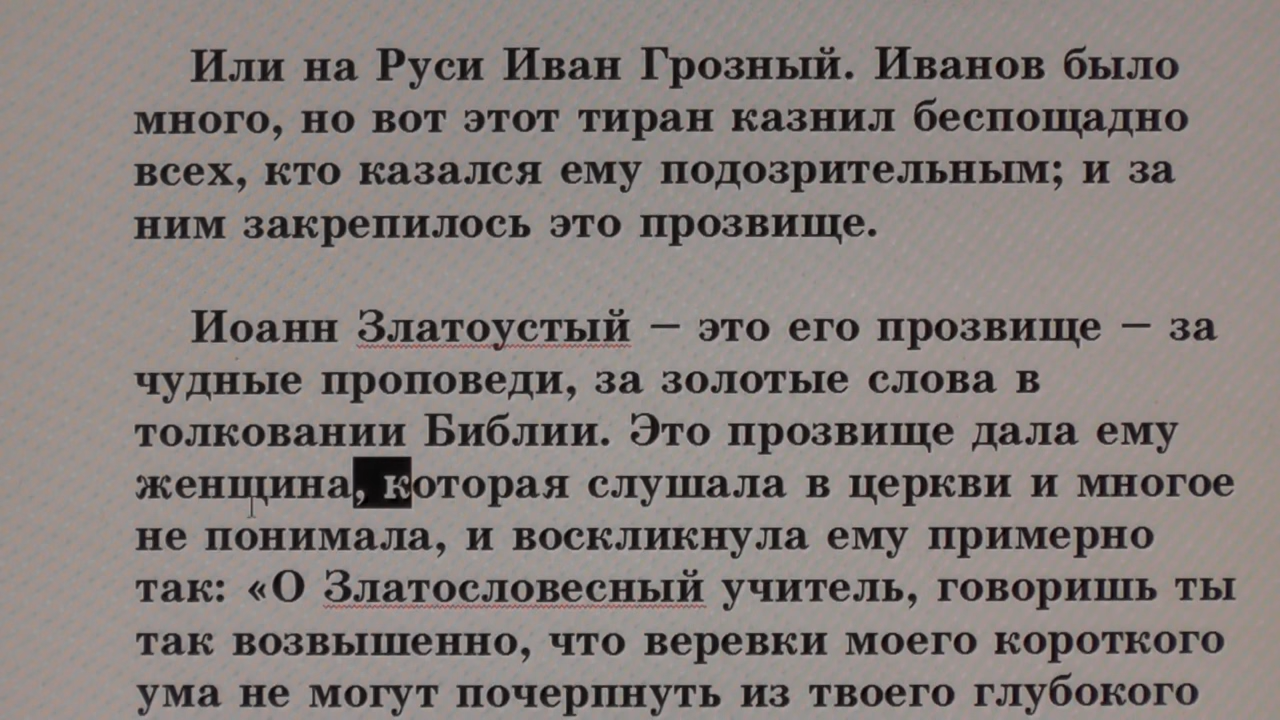 Или на Руси Иван Грозный. Иванов было
много, но вот этот тиран казнил беспощадно
всех, кто казался ему подозрительным; и за
ним закрепилось это прозвище.
Иоанн Златоустый – это его прозвище – за
чудные проповеди, за золотые слова в
толковании Библии. Это прозвище дала ему
женщина, которая слушала в церкви и многое
не понимала, и воскликнула ему примерно
так: «О Златословесный учитель, говоришь ты
так возвышенно, что веревки моего короткого
ума не могут почерпнуть из твоего глубокого